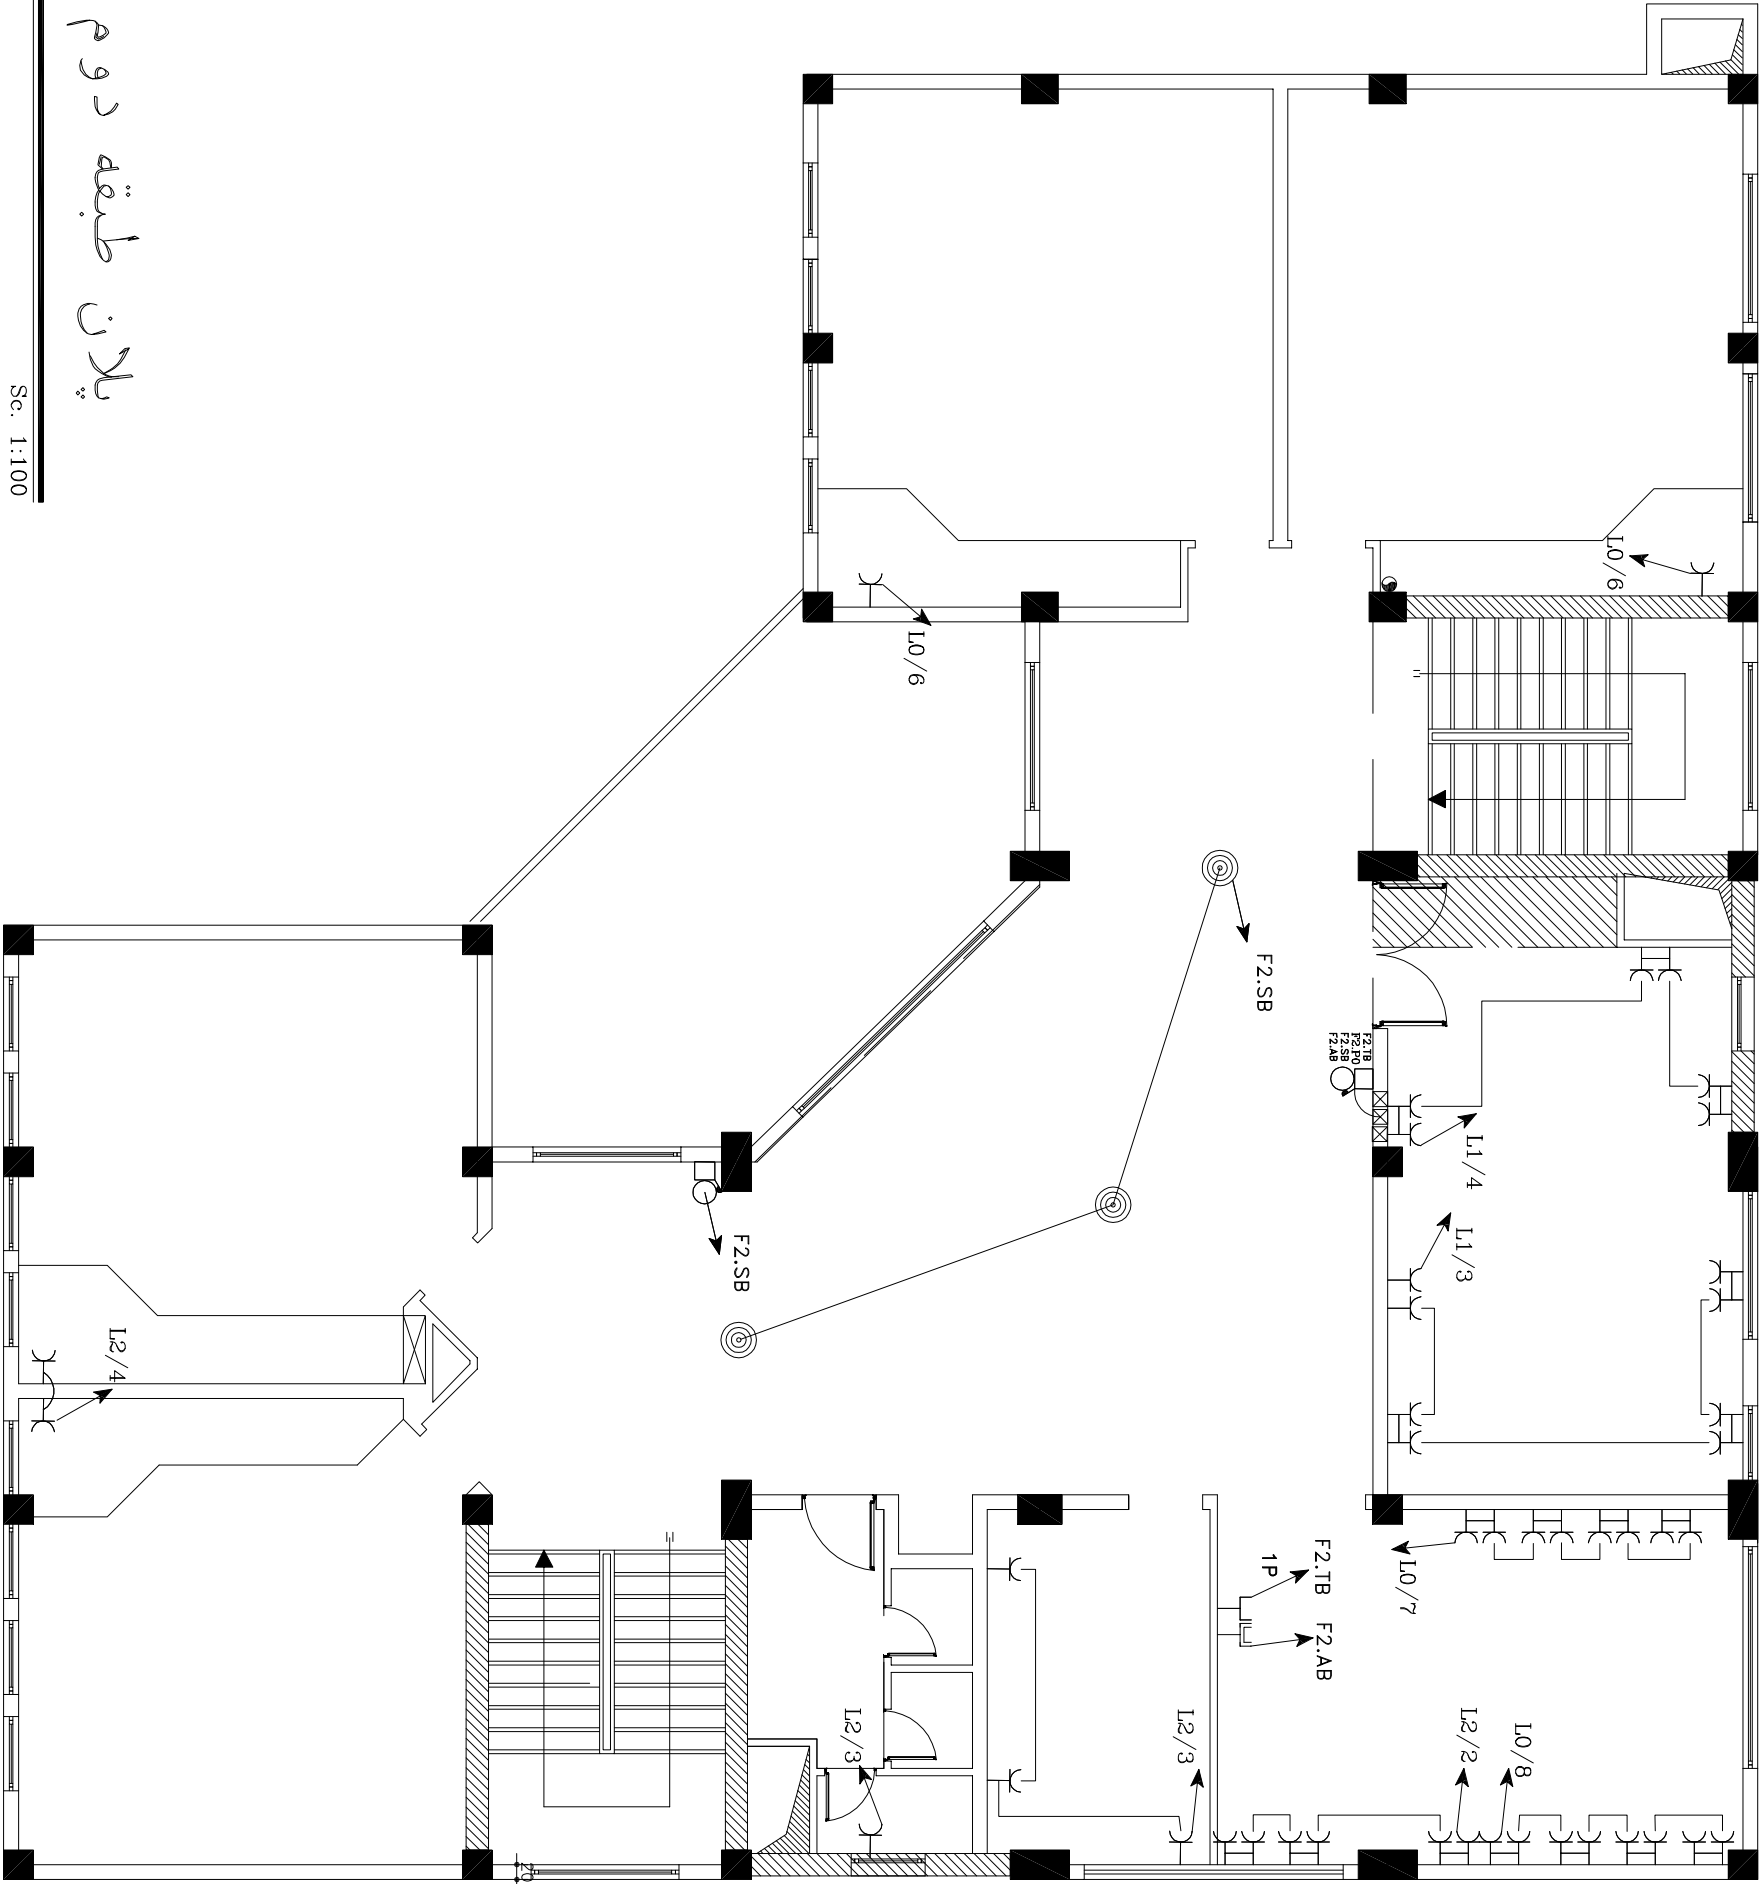 پلان طبقه دوم
Sc. 1:100
L0/6
L0/6
F2.SB
F2.TB
F2.PO
F2.SB
F2.AB
L1/4
L1/3
F2.SB
L2/4
L0/7
F2.TB
1P
F2.AB
L2/3
L2/3
L2/2
L0/8
20